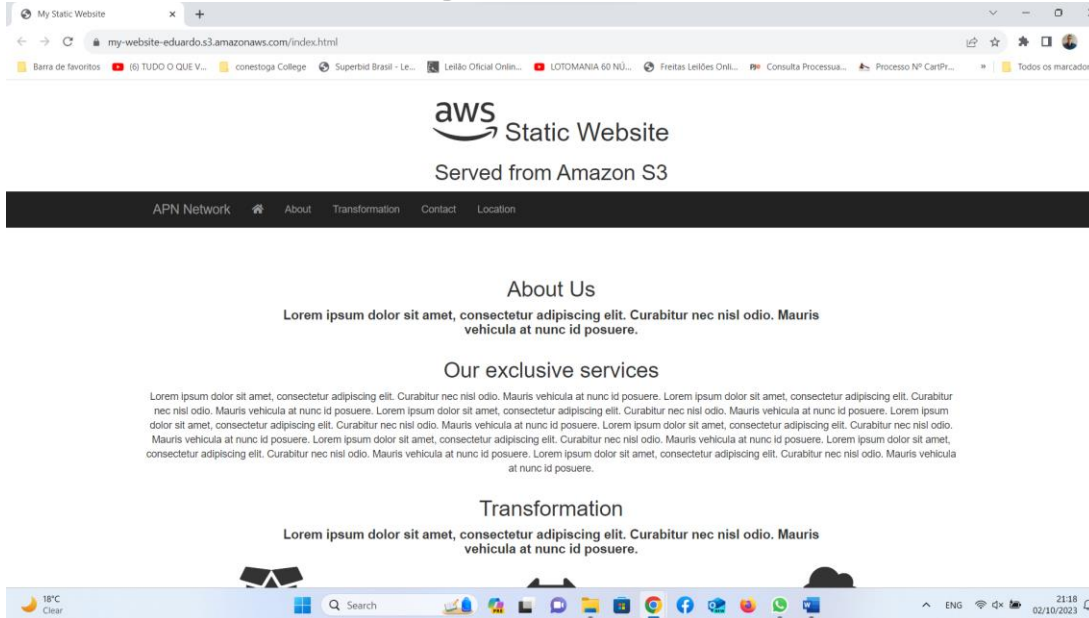 My Static Website
my-website-eduardo.s3.amazonaws.com/index.html
Barra de favoritos (6) TUDO O QUE V... conestoga College Superbid Brasil - Le... Leilão Oficial Onlin... LOTOMANIA 60 NÚ... Freitas Leilões Onli... Consulta Processua... Processo Nº CartPr... » Todos os marcador
aws Static Website
Served from Amazon S3
APN Network About Transformation Contact Location
About Us
Lorem ipsum dolor sit amet, consectetur adipiscing elit. Curabitur nec nisl odio. Mauris
vehicula at nunc id posuere.
Our exclusive services
Lorem ipsum dolor sit amet, consectetur adipiscing elit. Curabitur nec nisl odio. Mauris vehicula at nunc id posuere. Lorem ipsum dolor sit amet, consectetur adipiscing elit. Curabitur
nec nisl odio. Mauris vehicula at nunc id posuere. Lorem ipsum dolor sit amet, consectetur adipiscing elit. Curabitur nec nisl odio. Mauris vehicula at nunc id posuere. Lorem ipsum
dolor sit amet, consectetur adipiscing elit. Curabitur nec nisl odio. Mauris vehicula at nunc id posuere. Lorem ipsum dolor sit amet, consectetur adipiscing elit. Curabitur nec nisl odio.
Mauris vehicula at nunc id posuere. Lorem ipsum dolor sit amet, consectetur adipiscing elit. Curabitur nec nisl odio. Mauris vehicula at nunc id posuere. Lorem ipsum dolor sit amet,
consectetur adipiscing elit. Curabitur nec nisl odio. Mauris vehicula at nunc id posuere. Lorem ipsum dolor sit amet, consectetur adipiscing elit. Curabitur nec nisl odio. Mauris vehicula
at nunc id posuere.
Transformation
Lorem ipsum dolor sit amet, consectetur adipiscing elit. Curabitur nec nisl odio. Mauris
vehicula at nunc id posuere.
18°C
Clear
Search
ENG
21:18
02/10/2023